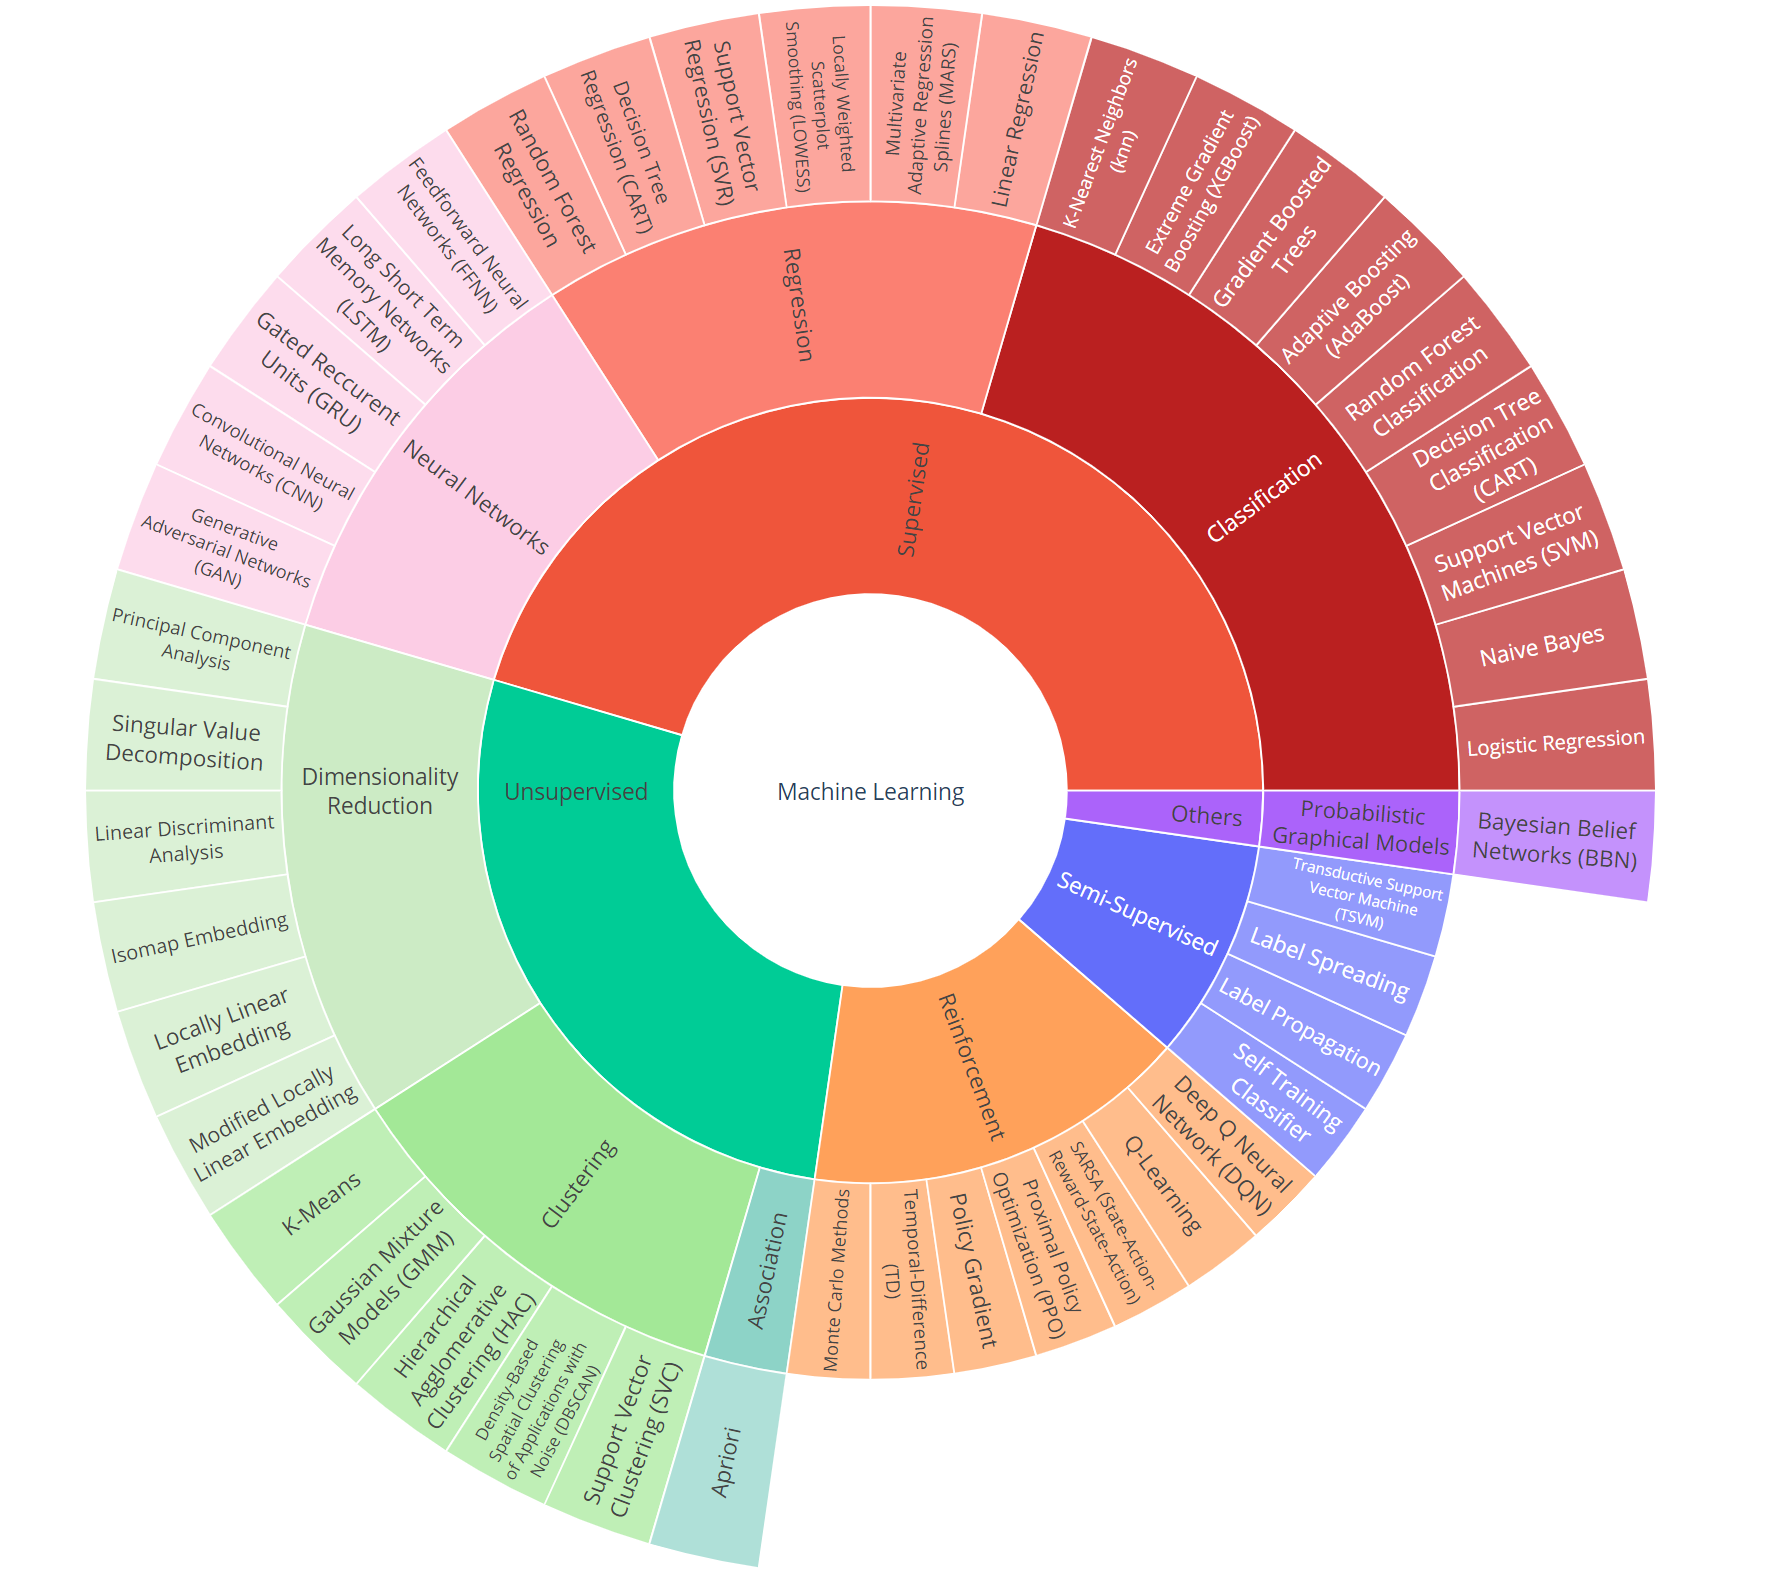 Machine Learning
Supervised
Classification
Logistic Regression
Naive Bayes
Support Vector
Machines (SVM)
Decision Tree
Classification
(CART)
Random Forest
Classification
Adaptive Boosting
(AdaBoost)
Gradient Boosted
Trees
Extreme Gradient
Boosting (XGBoost)
K-Nearest Neighbors
(knn)
Regression
Linear Regression
Multivariate
Adaptive Regression
Splines (MARS)
Locally Weighted
Scatterplot
Smoothing (LOWESS)
Support Vector
Regression (SVR)
Decision Tree
Regression (CART)
Random Forest
Regression
Neural Networks
Feedforward Neural
Networks (FFNN)
Long Short Term
Memory Networks
(LSTM)
Gated Reccurent
Units (GRU)
Convolutional Neural
Networks (CNN)
Generative
Adversarial Networks
(GAN)
Unsupervised
Dimensionality
Reduction
Principal Component
Analysis
Singular Value
Decomposition
Linear Discriminant
Analysis
Isomap Embedding
Locally Linear
Embedding
Modified Locally
Linear Embedding
Clustering
K-Means
Gaussian Mixture
Models (GMM)
Hierarchical
Agglomerative
Clustering (HAC)
Density-Based
Spatial Clustering
of Applications with
Noise (DBSCAN)
Support Vector
Clustering (SVC)
Association
Apriori
Reinforcement
Monte Carlo Methods
Temporal-Difference
(TD)
Policy Gradient
Proximal Policy
Optimization (PPO)
SARSA (State-Action-
Reward-State-Action)
Q-Learning
Deep Q Neural
Network (DQN)
Semi-Supervised
Self Training
Classifier
Label Propagation
Label Spreading
Transductive Support
Vector Machine
(TSVM)
Others
Probabilistic
Graphical Models
Bayesian Belief
Networks (BBN)